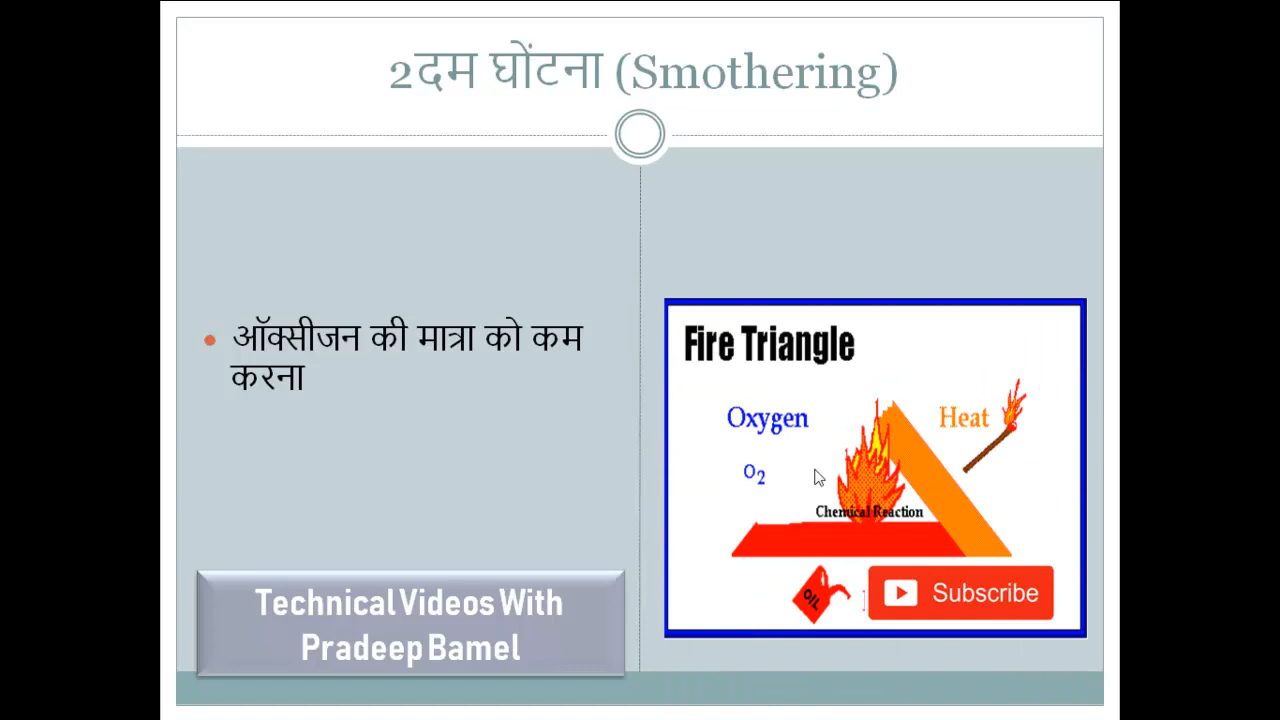 2दम घोंटना (Smothering)
ऑक्सीजन की मात्रा को कम
करना
Technical Videos With
Pradeep Bamel
Fire Triangle
Oxygen
O2
Heat
Chemical Reaction
OIL
Subscribe